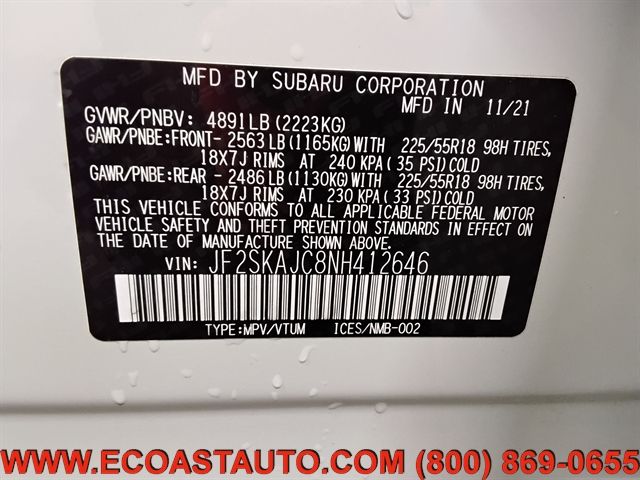 MFD BY SUBARU CORPORATION
MFD IN 11/21
GVWR/PNBV: 4891LB (2223KG)
GAWR/PNBE:FRONT- 2563LB (1165KG)WITH 225/55R18 98H TIRES,
18X7J RIMS AT 240 KPA (35 PSI)COLD
GAWR/PNBE:REAR - 2486LB (1130KG)WITH 225/55R18 98H TIRES,
18X7J RIMS AT 230 KPA (33 PSI)COLD
THIS VEHICLE CONFORMS TO ALL APPLICABLE FEDERAL MOTOR
VEHICLE SAFETY AND THEFT PREVENTION STANDARDS IN EFFECT ON
THE DATE OF MANUFACTURE SHOWN ABOVE.
VIN: JF2SKAJC8NH412646
TYPE:MPV/VTUM ICES/NMB-002
WWW.ECOASTAUTO.COM (800) 869-0655